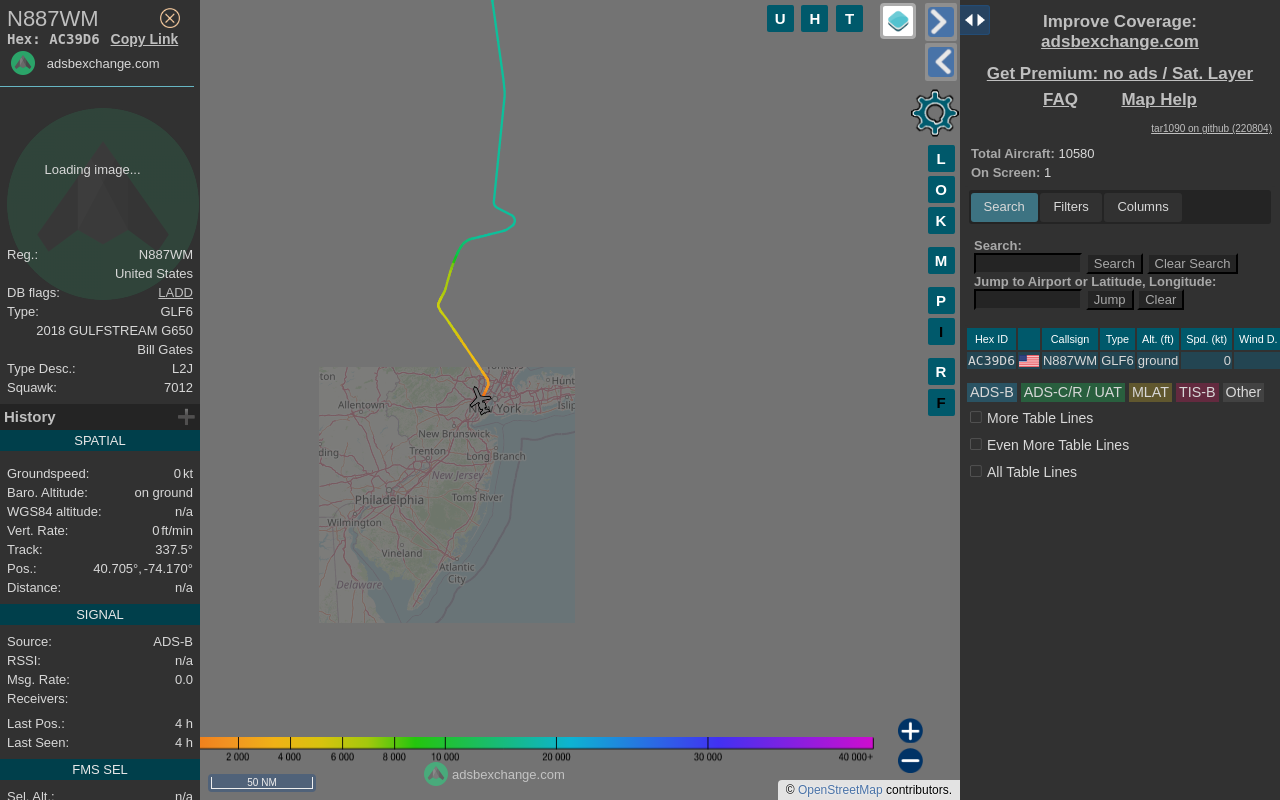 N887WM
Hex: AC39D6 Copy Link
adsbexchange.com
Loading image...
Reg.: N887WM
United States
DB flags: LADD
Type: GLF6
2018 GULFSTREAM G650
Bill Gates
Type Desc.: L2J
Squawk: 7012
History
SPATIAL
Groundspeed: 0 kt
Baro. Altitude: on ground
WGS84 altitude: n/a
Vert. Rate: 0 ft/min
Track: 337.5°
Pos.: 40.705°, -74.170°
Distance: n/a
SIGNAL
Source: ADS-B
RSSI: n/a
Msg. Rate: 0.0
Receivers:
Last Pos.: 4 h
Last Seen: 4 h
FMS SEL
Sel. Alt.: n/a
U H T
L
O
K
M
P
I
R
F
ton
Allentown
Hunt
Islip
York
New Brunswick
ding
Trenton
Long Branch
New Jersey
Philadelphia
Toms River
Wilmington
Vineland
Atlantic
City
Delaware
2 000 4 000 6 000 8 000 10 000 20 000 30 000 40 000+
50 NM
adsbexchange.com
© OpenStreetMap contributors.
Improve Coverage:
adsbexchange.com
Get Premium: no ads / Sat. Layer
FAQ Map Help
tar1090 on github (220804)
Total Aircraft: 10580
On Screen: 1
Search Filters Columns
Search:
Search Clear Search
Jump to Airport or Latitude, Longitude:
Jump Clear
Hex ID Callsign Type Alt. (ft) Spd. (kt) Wind D.
AC39D6 N887WM GLF6 ground 0
ADS-B ADS-C/R / UAT MLAT TIS-B Other
More Table Lines
Even More Table Lines
All Table Lines